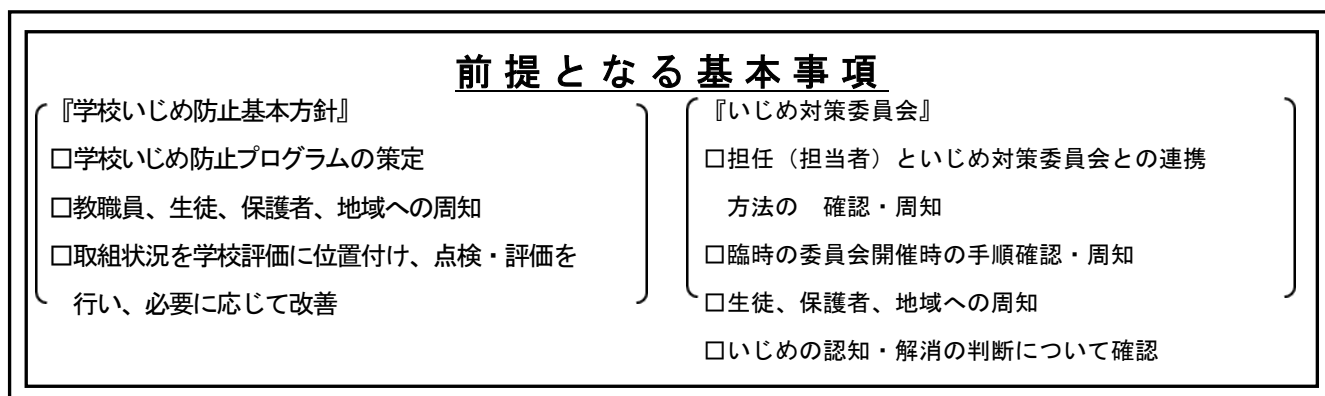 前提となる基本事項
『学校いじめ防止基本方針』
□学校いじめ防止プログラムの策定
□教職員、生徒、保護者、地域への周知
□取組状況を学校評価に位置付け、点検・評価を
行い、必要に応じて改善
『いじめ対策委員会』
□担任（担当者）といじめ対策委員会との連携
方法の　確認・周知
□臨時の委員会開催時の手順確認・周知
□生徒、保護者、地域への周知
□いじめの認知・解消の判断について確認